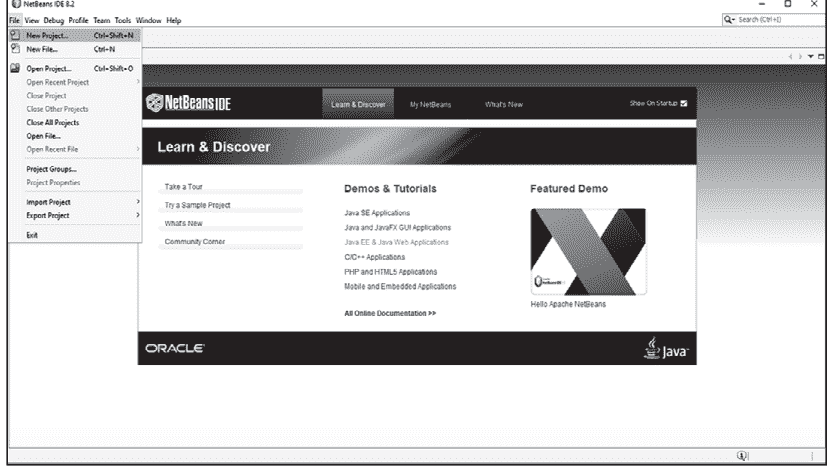 NetBeans IDE 8.2
File View Debug Profile Team Tools Window Help
Search (Ctrl+I)
New Project... Ctrl+Shift+N
New File... Ctrl+N
Open Project... Ctrl+Shift+O
Open Recent Project
Close Project
Close Other Projects
Close All Projects
Open File...
Open Recent File
Project Groups...
Project Properties
Import Project
Export Project
Exit
NetBeans IDE
Learn & Discover My NetBeans What's New Show On Startup
Learn & Discover
Take a Tour
Try a Sample Project
What's New
Community Corner
Demos & Tutorials
Java SE Applications
Java and JavaFX GUI Applications
Java EE & Java Web Applications
C/C++ Applications
PHP and HTML5 Applications
Mobile and Embedded Applications
All Online Documentation >>
Featured Demo
Hello Apache NetBeans
ORACLE
Java